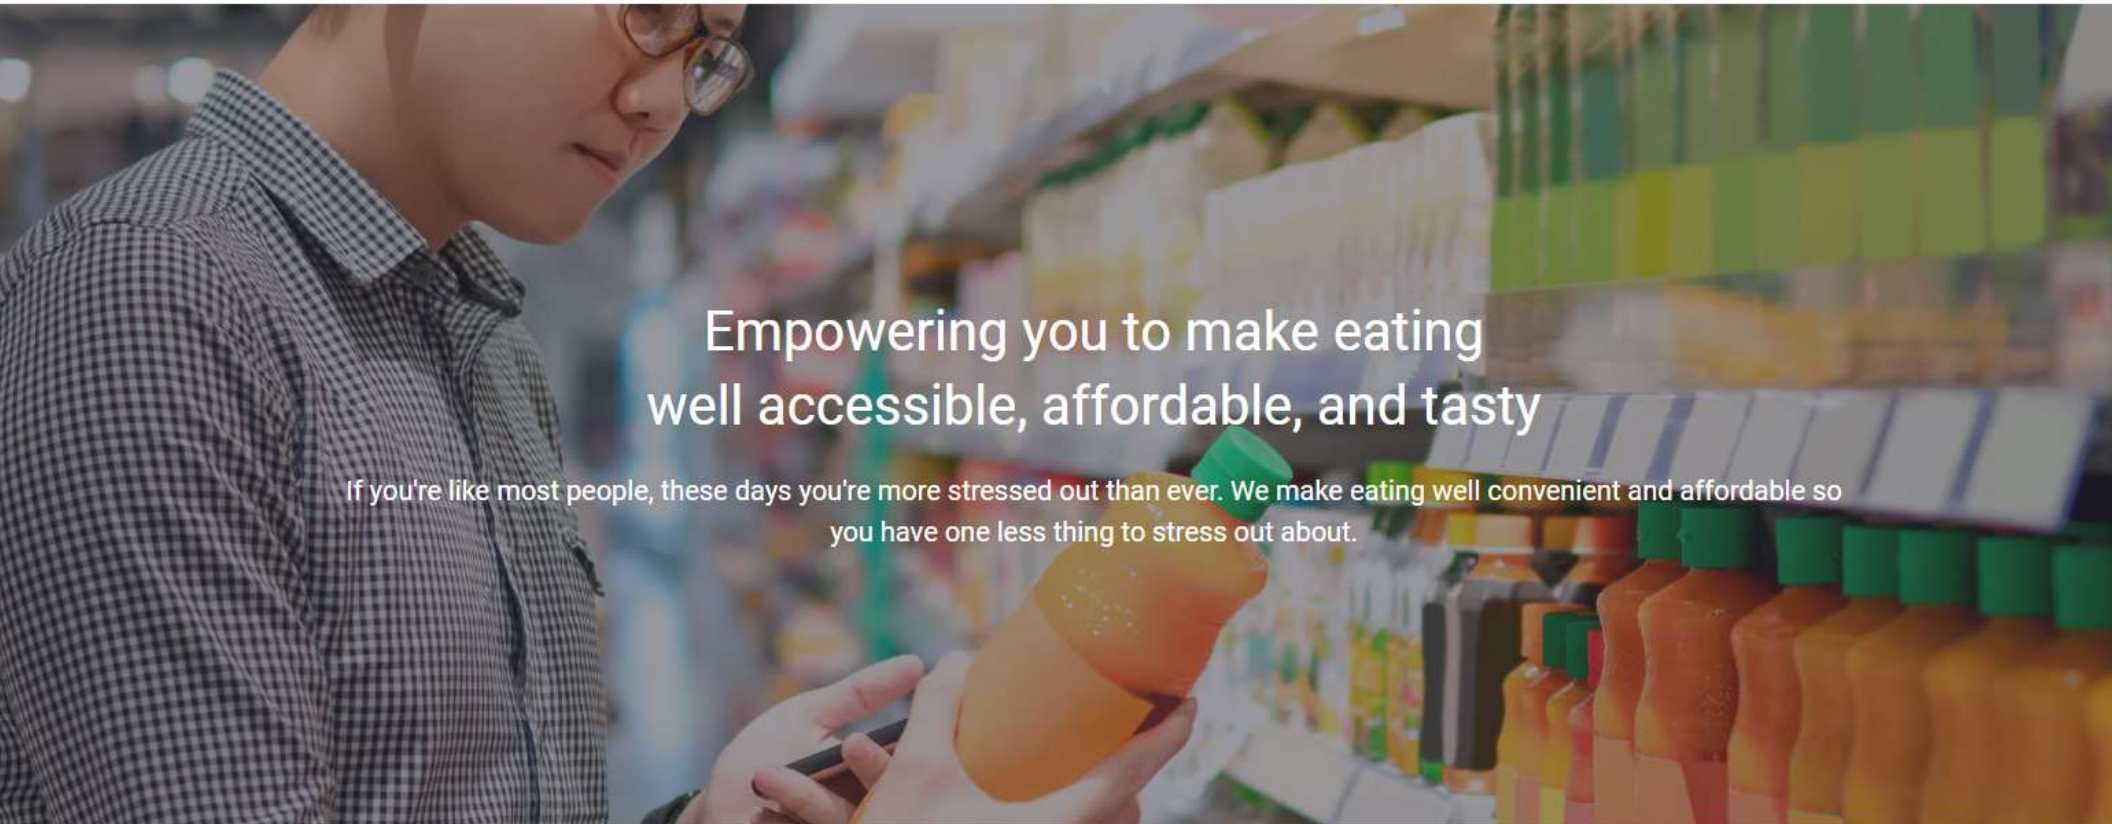 Empowering you to make eating
well accessible, affordable, and tasty
If you're like most people, these days you're more stressed out than ever. We make eating well convenient and affordable so
you have one less thing to stress out about.